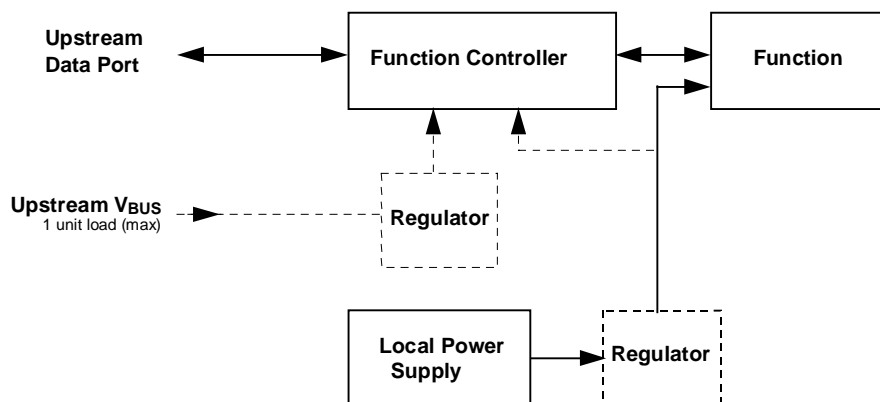 Upstream
Data Port
Function Controller
Function
Upstream VBUS
1 unit load (max)
Regulator
Local Power
Supply
Regulator